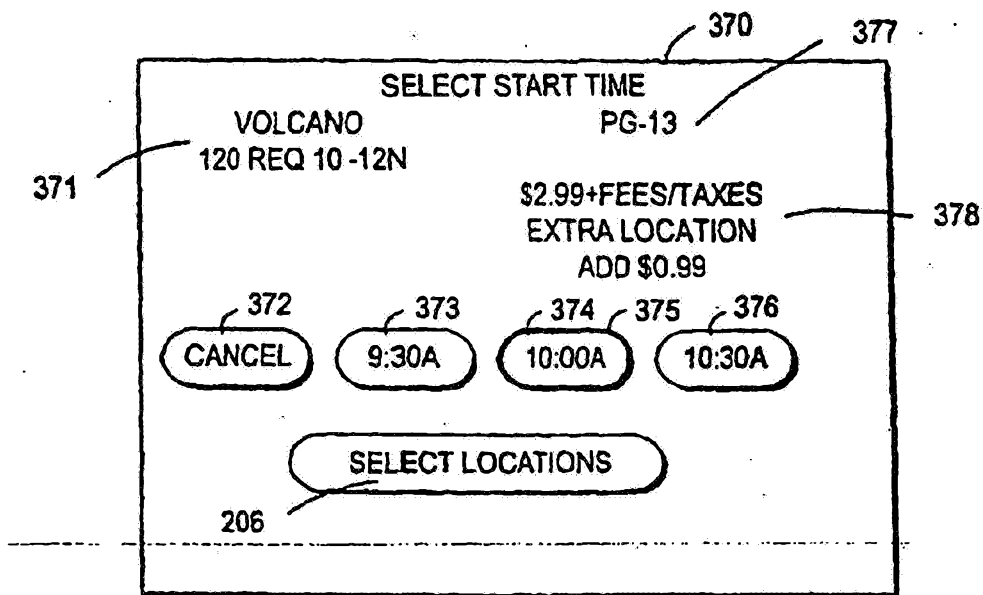 370
377
SELECT START TIME
VOLCANO
PG-13
120 REQ 10 -12N
371
$2.99+FEES/TAXES
378
EXTRA LOCATION
ADD $0.99
372
373
374
375
376
CANCEL
9:30A
10:00A
10:30A
SELECT LOCATIONS
206